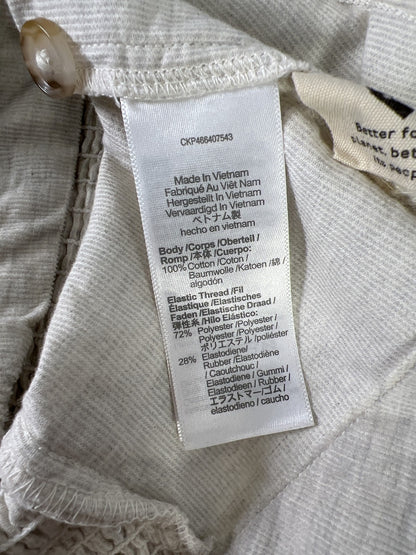 CKP466407543
Made In Vietnam
Fabriqué Au Viêt Nam
Hergestellt In Vietnam
Vervaardigd In Vietnam
ベトナム製
hecho en vietnam
Body/Corps/Oberteil/
Romp/本体/Cuerpo:
100% Cotton/Coton/
Baumwolle/Katoen/綿/
algodón
Elastic Thread/Fil
Élastique/Elastisches
Faden/Elastische Draad/
弾性糸/Hilo Elástico:
72% Polyester/Polyester/
Polyester/Polyester/
ポリエステル/poliéster
28% Elastodiene/
Rubber/Élastodiène
/Caoutchouc/
Elastodien/Gummi/
Elastodieen/Rubber/
エラストマー/ゴム/
elastodieno/caucho
Better fo
planet, bet
its peop